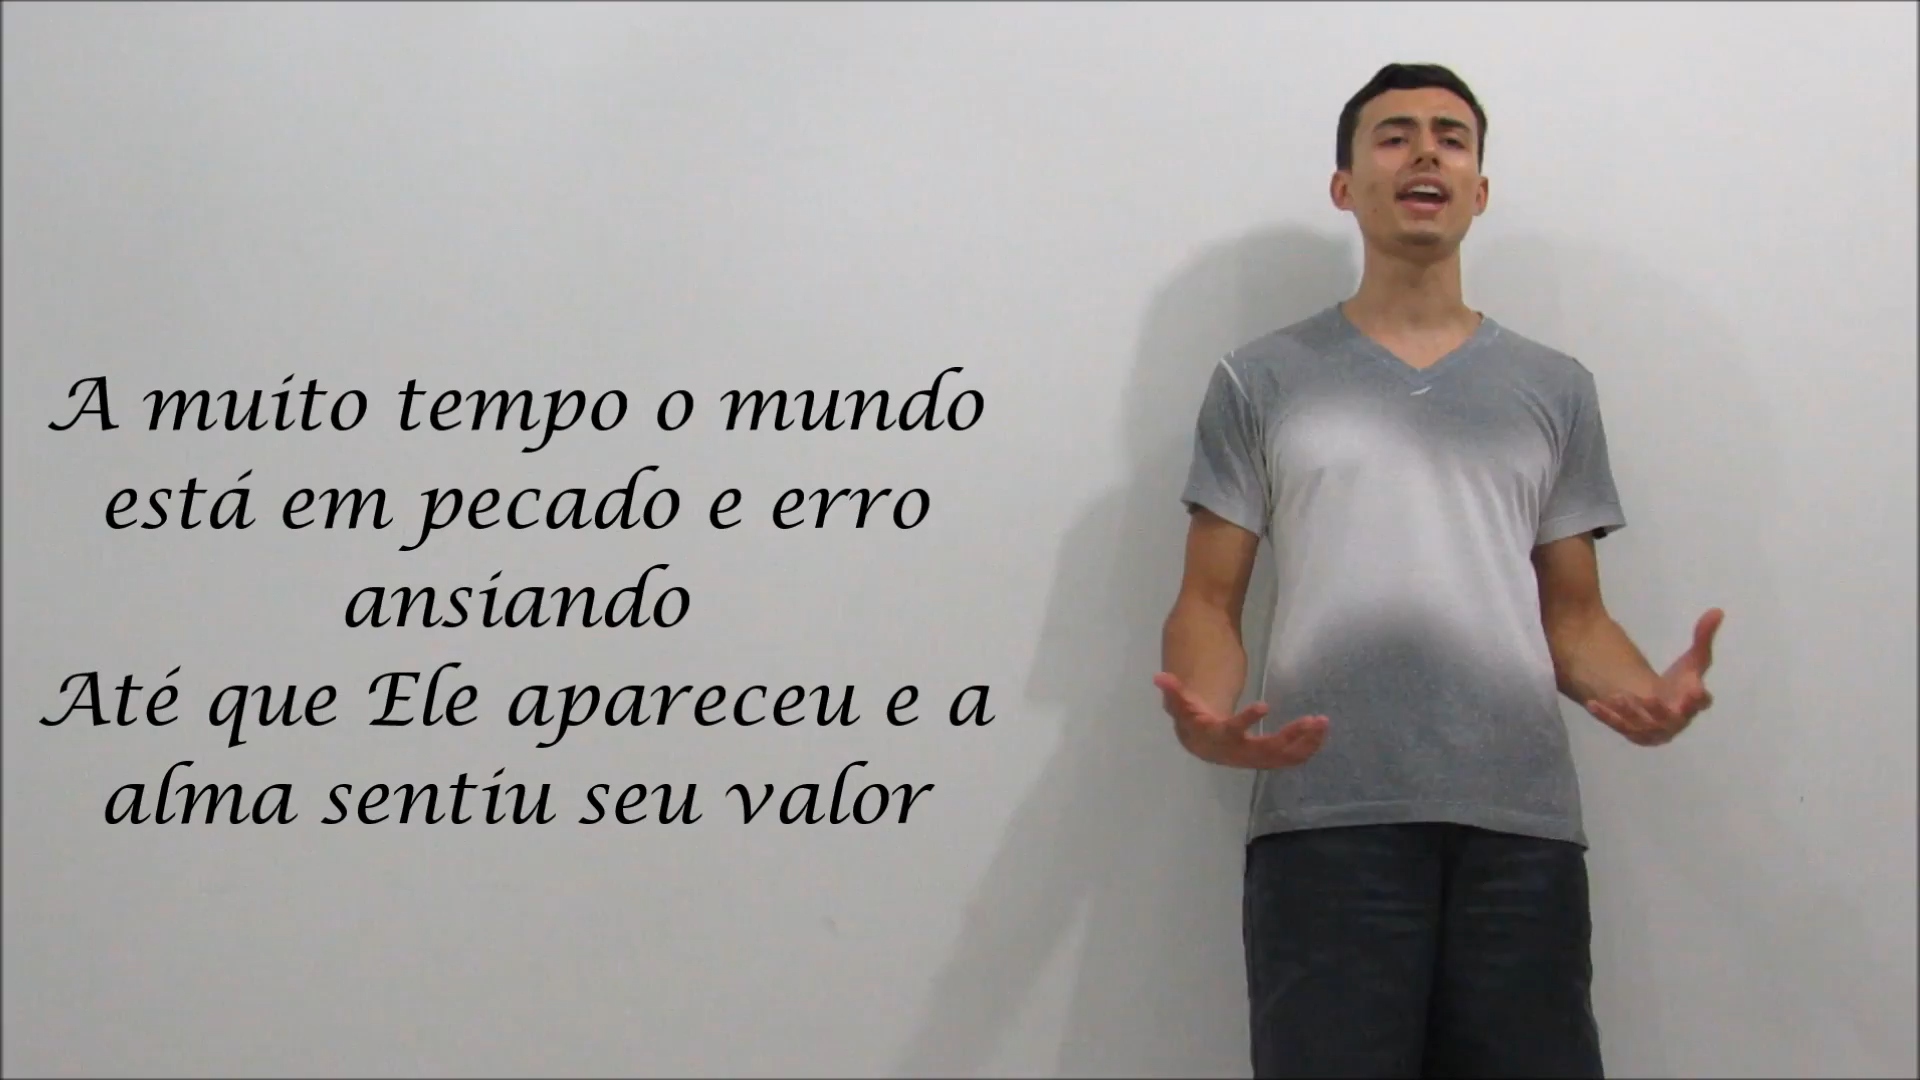 A muito tempo o mundo
está em pecado e erro
ansiando
Até que Ele apareceu e a
alma sentiu seu valor